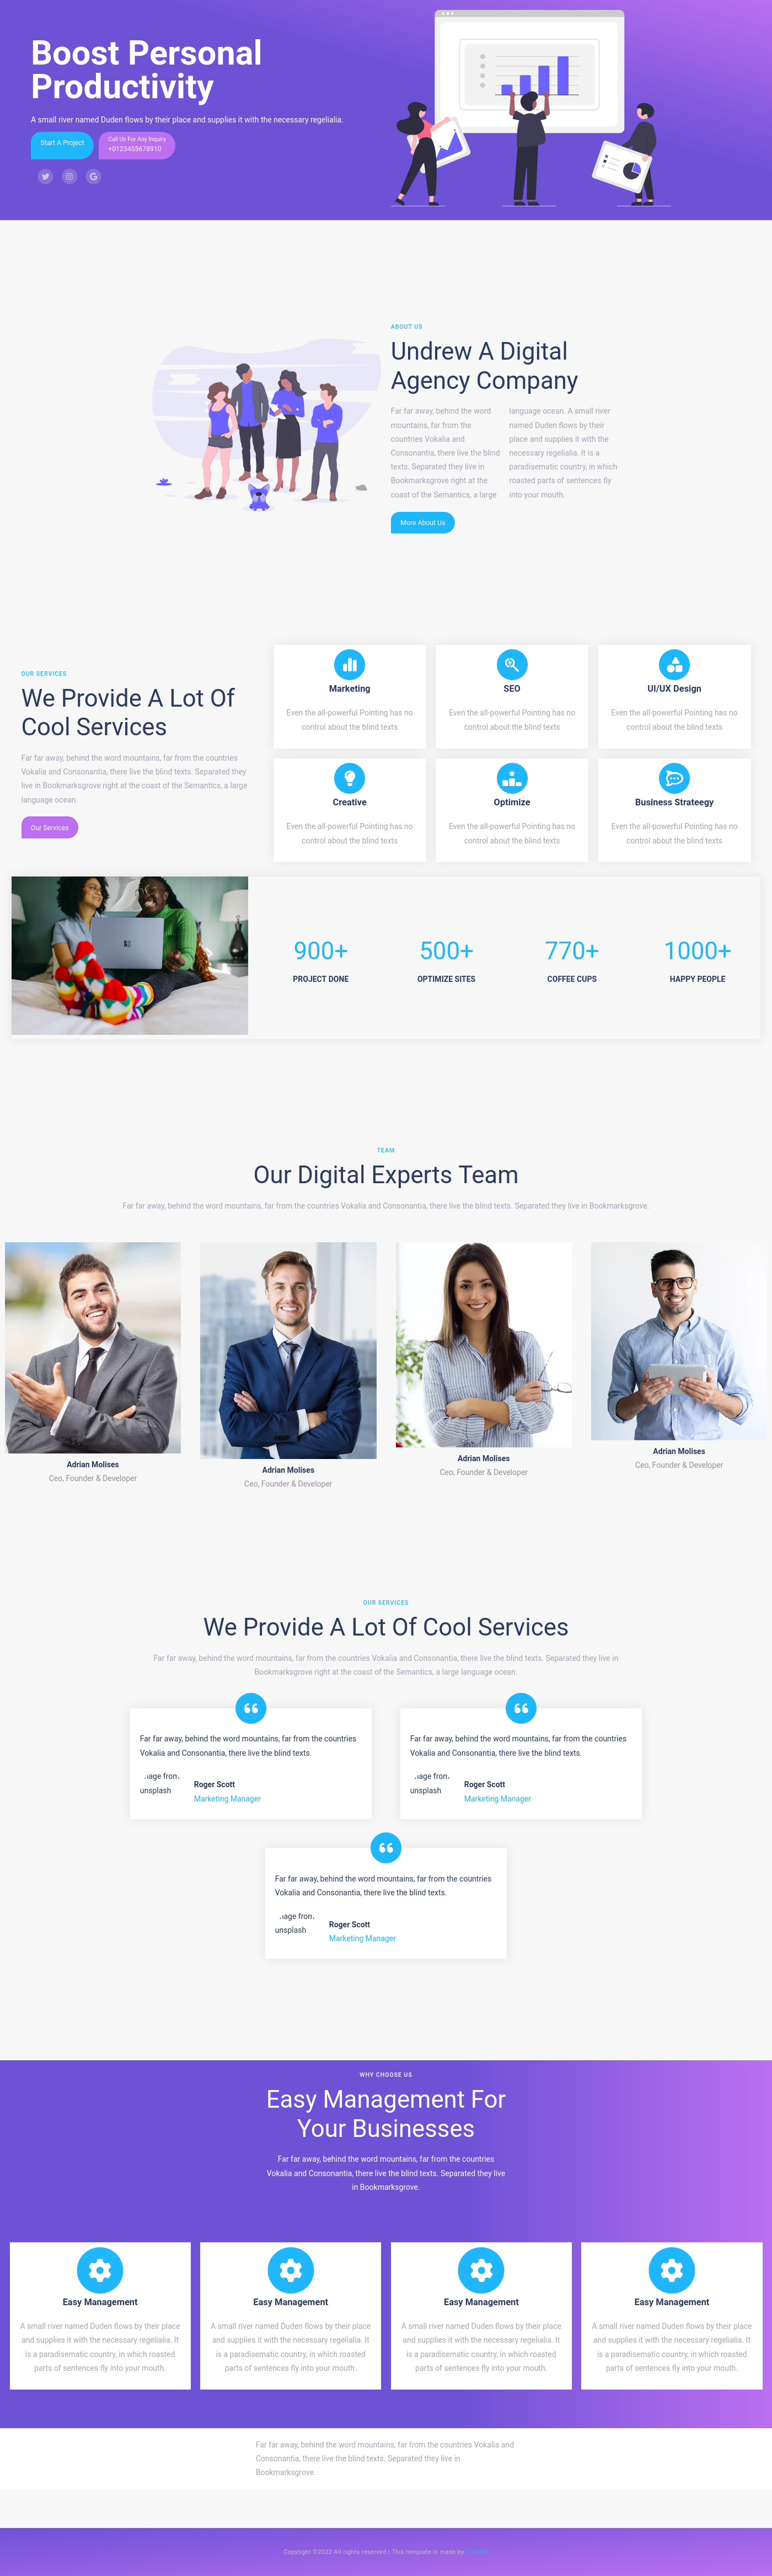 Boost Personal
Productivity
A small river named Duden flows by their place and supplies it with the necessary regelialia.
Start A Project
Call Us For Any Inquiry
+0123455678910
ABOUT US
Undrew A Digital
Agency Company
Far far away, behind the word
mountains, far from the
countries Vokalia and
Consonantia, there live the blind
texts. Separated they live in
Bookmarksgrove right at the
coast of the Semantics, a large
language ocean. A small river
named Duden flows by their
place and supplies it with the
necessary regelialia. It is a
paradisematic country, in which
roasted parts of sentences fly
into your mouth.
More About Us
OUR SERVICES
We Provide A Lot Of
Cool Services
Far far away, behind the word mountains, far from the countries
Vokalia and Consonantia, there live the blind texts. Separated they
live in Bookmarksgrove right at the coast of the Semantics, a large
language ocean.
Our Services
Marketing
Even the all-powerful Pointing has no
control about the blind texts
SEO
Even the all-powerful Pointing has no
control about the blind texts
UI/UX Design
Even the all-powerful Pointing has no
control about the blind texts
Creative
Even the all-powerful Pointing has no
control about the blind texts
Optimize
Even the all-powerful Pointing has no
control about the blind texts
Business Strateegy
Even the all-powerful Pointing has no
control about the blind texts
900+
PROJECT DONE
500+
OPTIMIZE SITES
770+
COFFEE CUPS
1000+
HAPPY PEOPLE
TEAM
Our Digital Experts Team
Far far away, behind the word mountains, far from the countries Vokalia and Consonantia, there live the blind texts. Separated they live in Bookmarksgrove.
Adrian Molises
Ceo, Founder & Developer
Adrian Molises
Ceo, Founder & Developer
Adrian Molises
Ceo, Founder & Developer
Adrian Molises
Ceo, Founder & Developer
OUR SERVICES
We Provide A Lot Of Cool Services
Far far away, behind the word mountains, far from the countries Vokalia and Consonantia, there live the blind texts. Separated they live in
Bookmarksgrove right at the coast of the Semantics, a large language ocean.
Far far away, behind the word mountains, far from the countries
Vokalia and Consonantia, there live the blind texts.
age from
unsplash
Roger Scott
Marketing Manager
Far far away, behind the word mountains, far from the countries
Vokalia and Consonantia, there live the blind texts.
age from
unsplash
Roger Scott
Marketing Manager
Far far away, behind the word mountains, far from the countries
Vokalia and Consonantia, there live the blind texts.
age from
unsplash
Roger Scott
Marketing Manager
WHY CHOOSE US
Easy Management For
Your Businesses
Far far away, behind the word mountains, far from the countries
Vokalia and Consonantia, there live the blind texts. Separated they live
in Bookmarksgrove.
Easy Management
A small river named Duden flows by their place
and supplies it with the necessary regelialia. It
is a paradisematic country, in which roasted
parts of sentences fly into your mouth.
Easy Management
A small river named Duden flows by their place
and supplies it with the necessary regelialia. It
is a paradisematic country, in which roasted
parts of sentences fly into your mouth.
Easy Management
A small river named Duden flows by their place
and supplies it with the necessary regelialia. It
is a paradisematic country, in which roasted
parts of sentences fly into your mouth.
Easy Management
A small river named Duden flows by their place
and supplies it with the necessary regelialia. It
is a paradisematic country, in which roasted
parts of sentences fly into your mouth.
Far far away, behind the word mountains, far from the countries Vokalia and
Consonantia, there live the blind texts. Separated they live in
Bookmarksgrove.
Copytight ©2022 All rights reserved | This template is made by